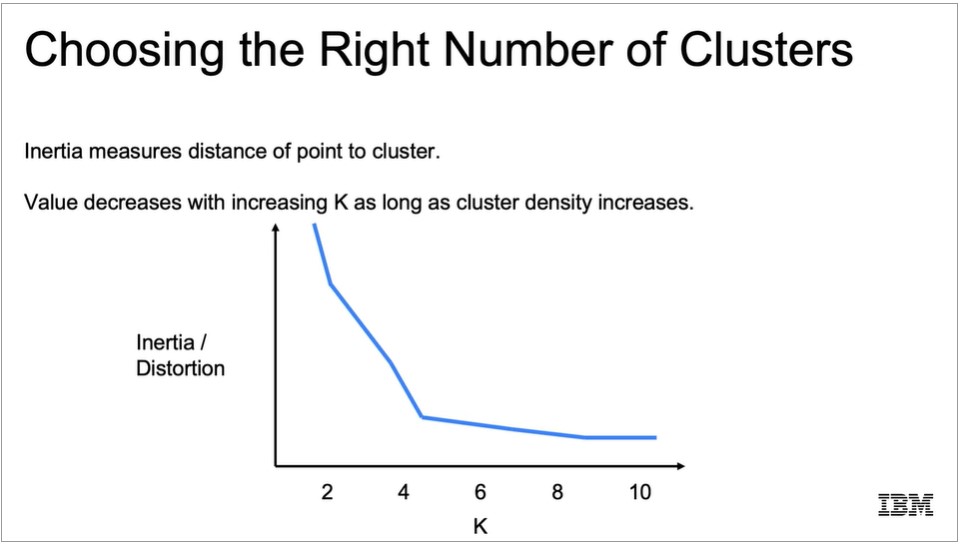 Choosing the Right Number of Clusters
Inertia measures distance of point to cluster.
Value decreases with increasing K as long as cluster density increases.
Inertia /
Distortion
2 4 6 8 10
K
IBM